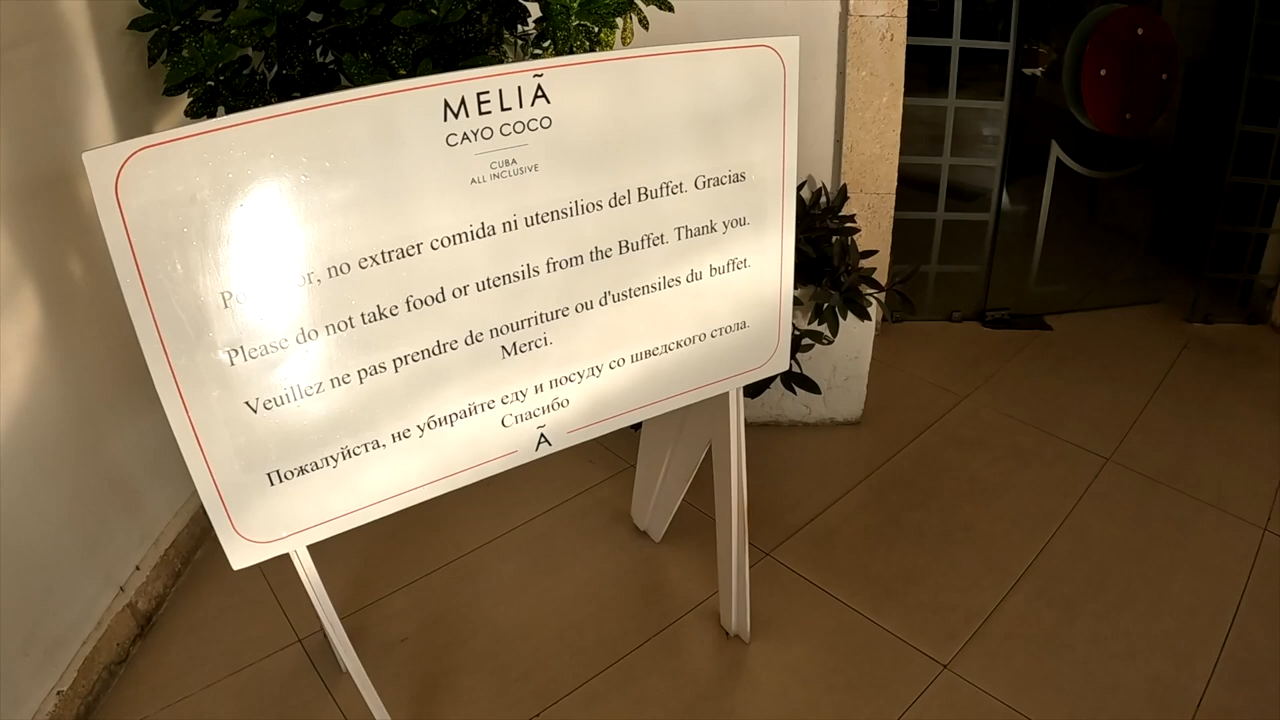 MELIÃ
CAYO COCO
CUBA
ALL INCLUSIVE
no extraer comida ni utensilios del Buffet. Gracias
Please do not take food or utensils from the Buffet. Thank you.
Veuillez ne pas prendre de nourriture ou d'ustensiles du buffet.
Merci.
Пожалуйста, не убирайте еду и посуду со шведского стола.
Спасибо
Ã